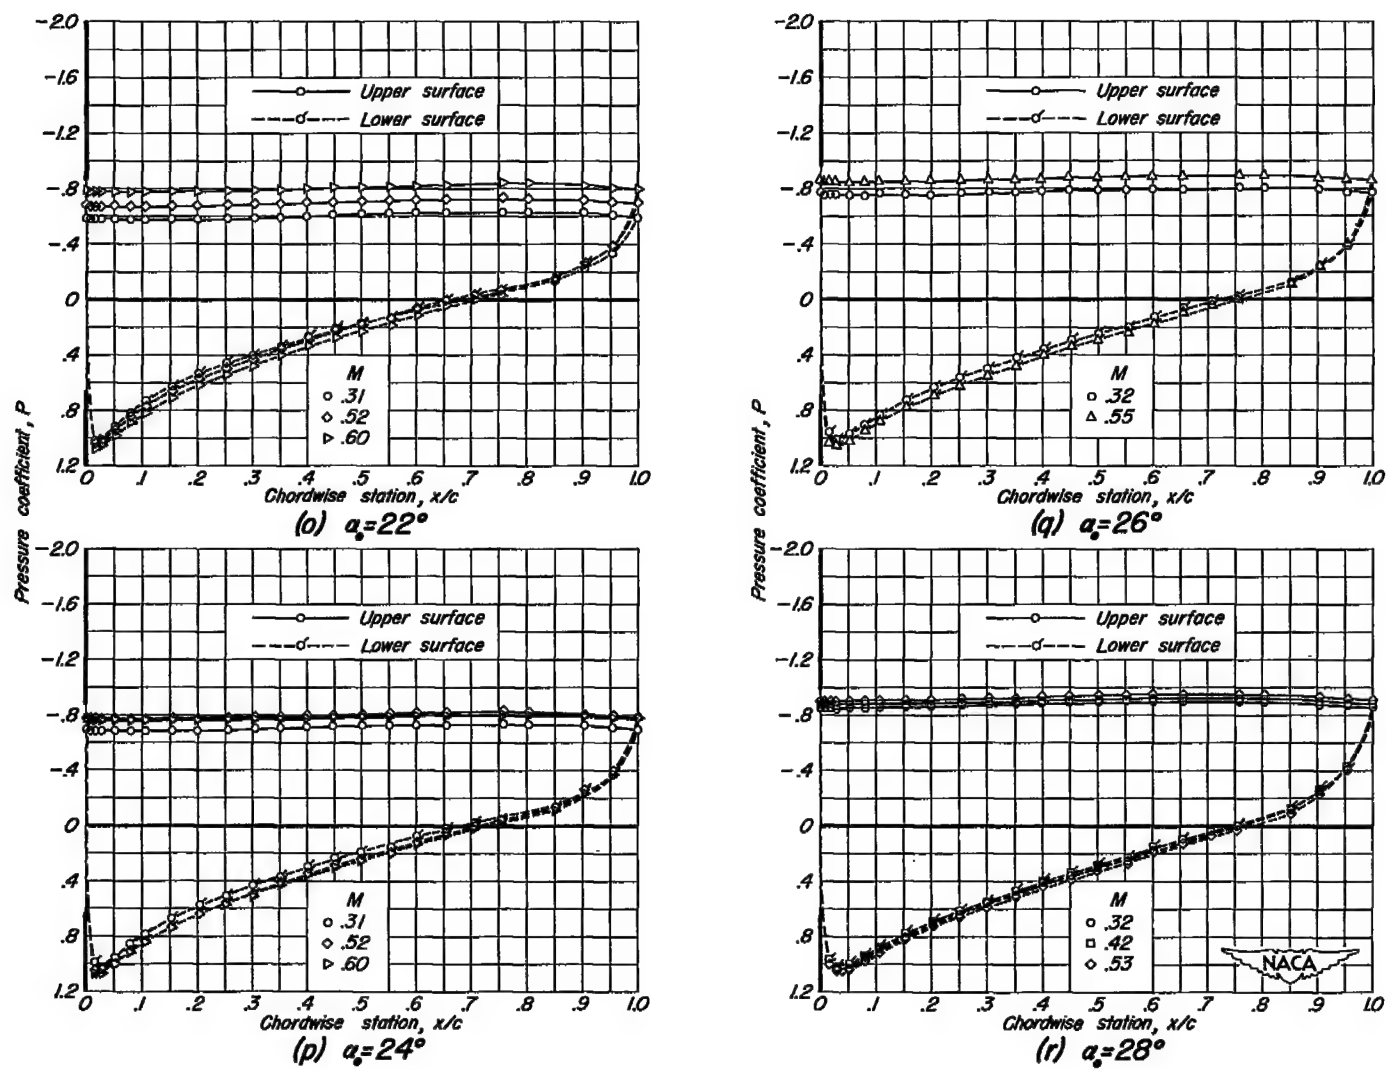 -2.0
-1.6
-1.2
-.8
-.4
0
.4
.8
1.2
Upper surface
Lower surface
M
.31
.52
.60
0 .1 .2 .3 .4 .5 .6 .7 .8 .9 1.0
Chordwise station, x/c
(o) α₀=22°
Pressure coefficient, P
-2.0
-1.6
-1.2
-.8
-.4
0
.4
.8
1.2
Upper surface
Lower surface
M
.32
.55
0 .1 .2 .3 .4 .5 .6 .7 .8 .9 1.0
Chordwise station, x/c
(q) α₀=26°
Pressure coefficient, P
-2.0
-1.6
-1.2
-.8
-.4
0
.4
.8
1.2
Upper surface
Lower surface
M
.31
.52
.60
0 .1 .2 .3 .4 .5 .6 .7 .8 .9 1.0
Chordwise station, x/c
(p) α₀=24°
-2.0
-1.6
-1.2
-.8
-.4
0
.4
.8
1.2
Upper surface
Lower surface
M
.32
.42
.53
NACA
0 .1 .2 .3 .4 .5 .6 .7 .8 .9 1.0
Chordwise station, x/c
(r) α₀=28°